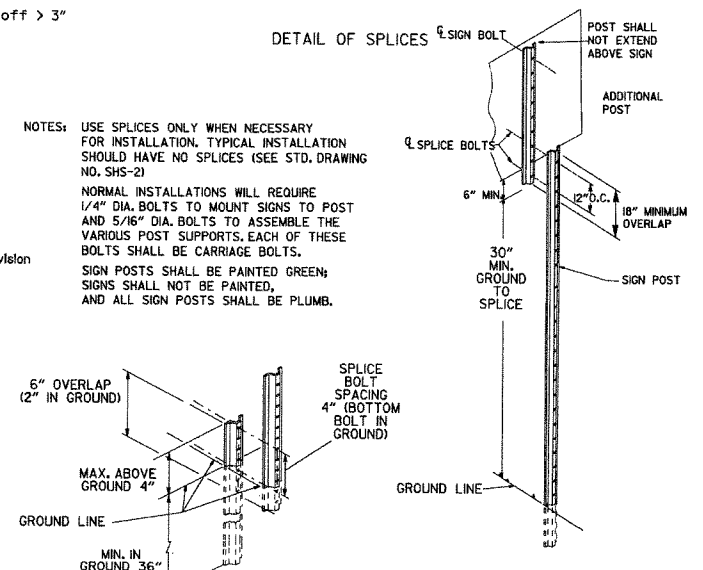 off > 3"
DETAIL OF SPLICES
℄ SIGN BOLT
POST SHALL
NOT EXTEND
ABOVE SIGN
ADDITIONAL
POST
NOTES: USE SPLICES ONLY WHEN NECESSARY
FOR INSTALLATION. TYPICAL INSTALLATION
SHOULD HAVE NO SPLICES (SEE STD. DRAWING
NO. SHS-2)
NORMAL INSTALLATIONS WILL REQUIRE
1/4" DIA. BOLTS TO MOUNT SIGNS TO POST
AND 5/16" DIA. BOLTS TO ASSEMBLE THE
VARIOUS POST SUPPORTS. EACH OF THESE
BOLTS SHALL BE CARRIAGE BOLTS.
SIGN POSTS SHALL BE PAINTED GREEN;
SIGNS SHALL NOT BE PAINTED,
AND ALL SIGN POSTS SHALL BE PLUMB.
vision
℄ SPLICE BOLTS
6" MIN.
12" O.C.
18" MINIMUM
OVERLAP
30"
MIN.
GROUND
TO
SPLICE
SIGN POST
GROUND LINE
6" OVERLAP
(2" IN GROUND)
SPLICE
BOLT
SPACING
4" (BOTTOM
BOLT IN
GROUND)
MAX. ABOVE
GROUND 4"
GROUND LINE
MIN. IN
GROUND 36"